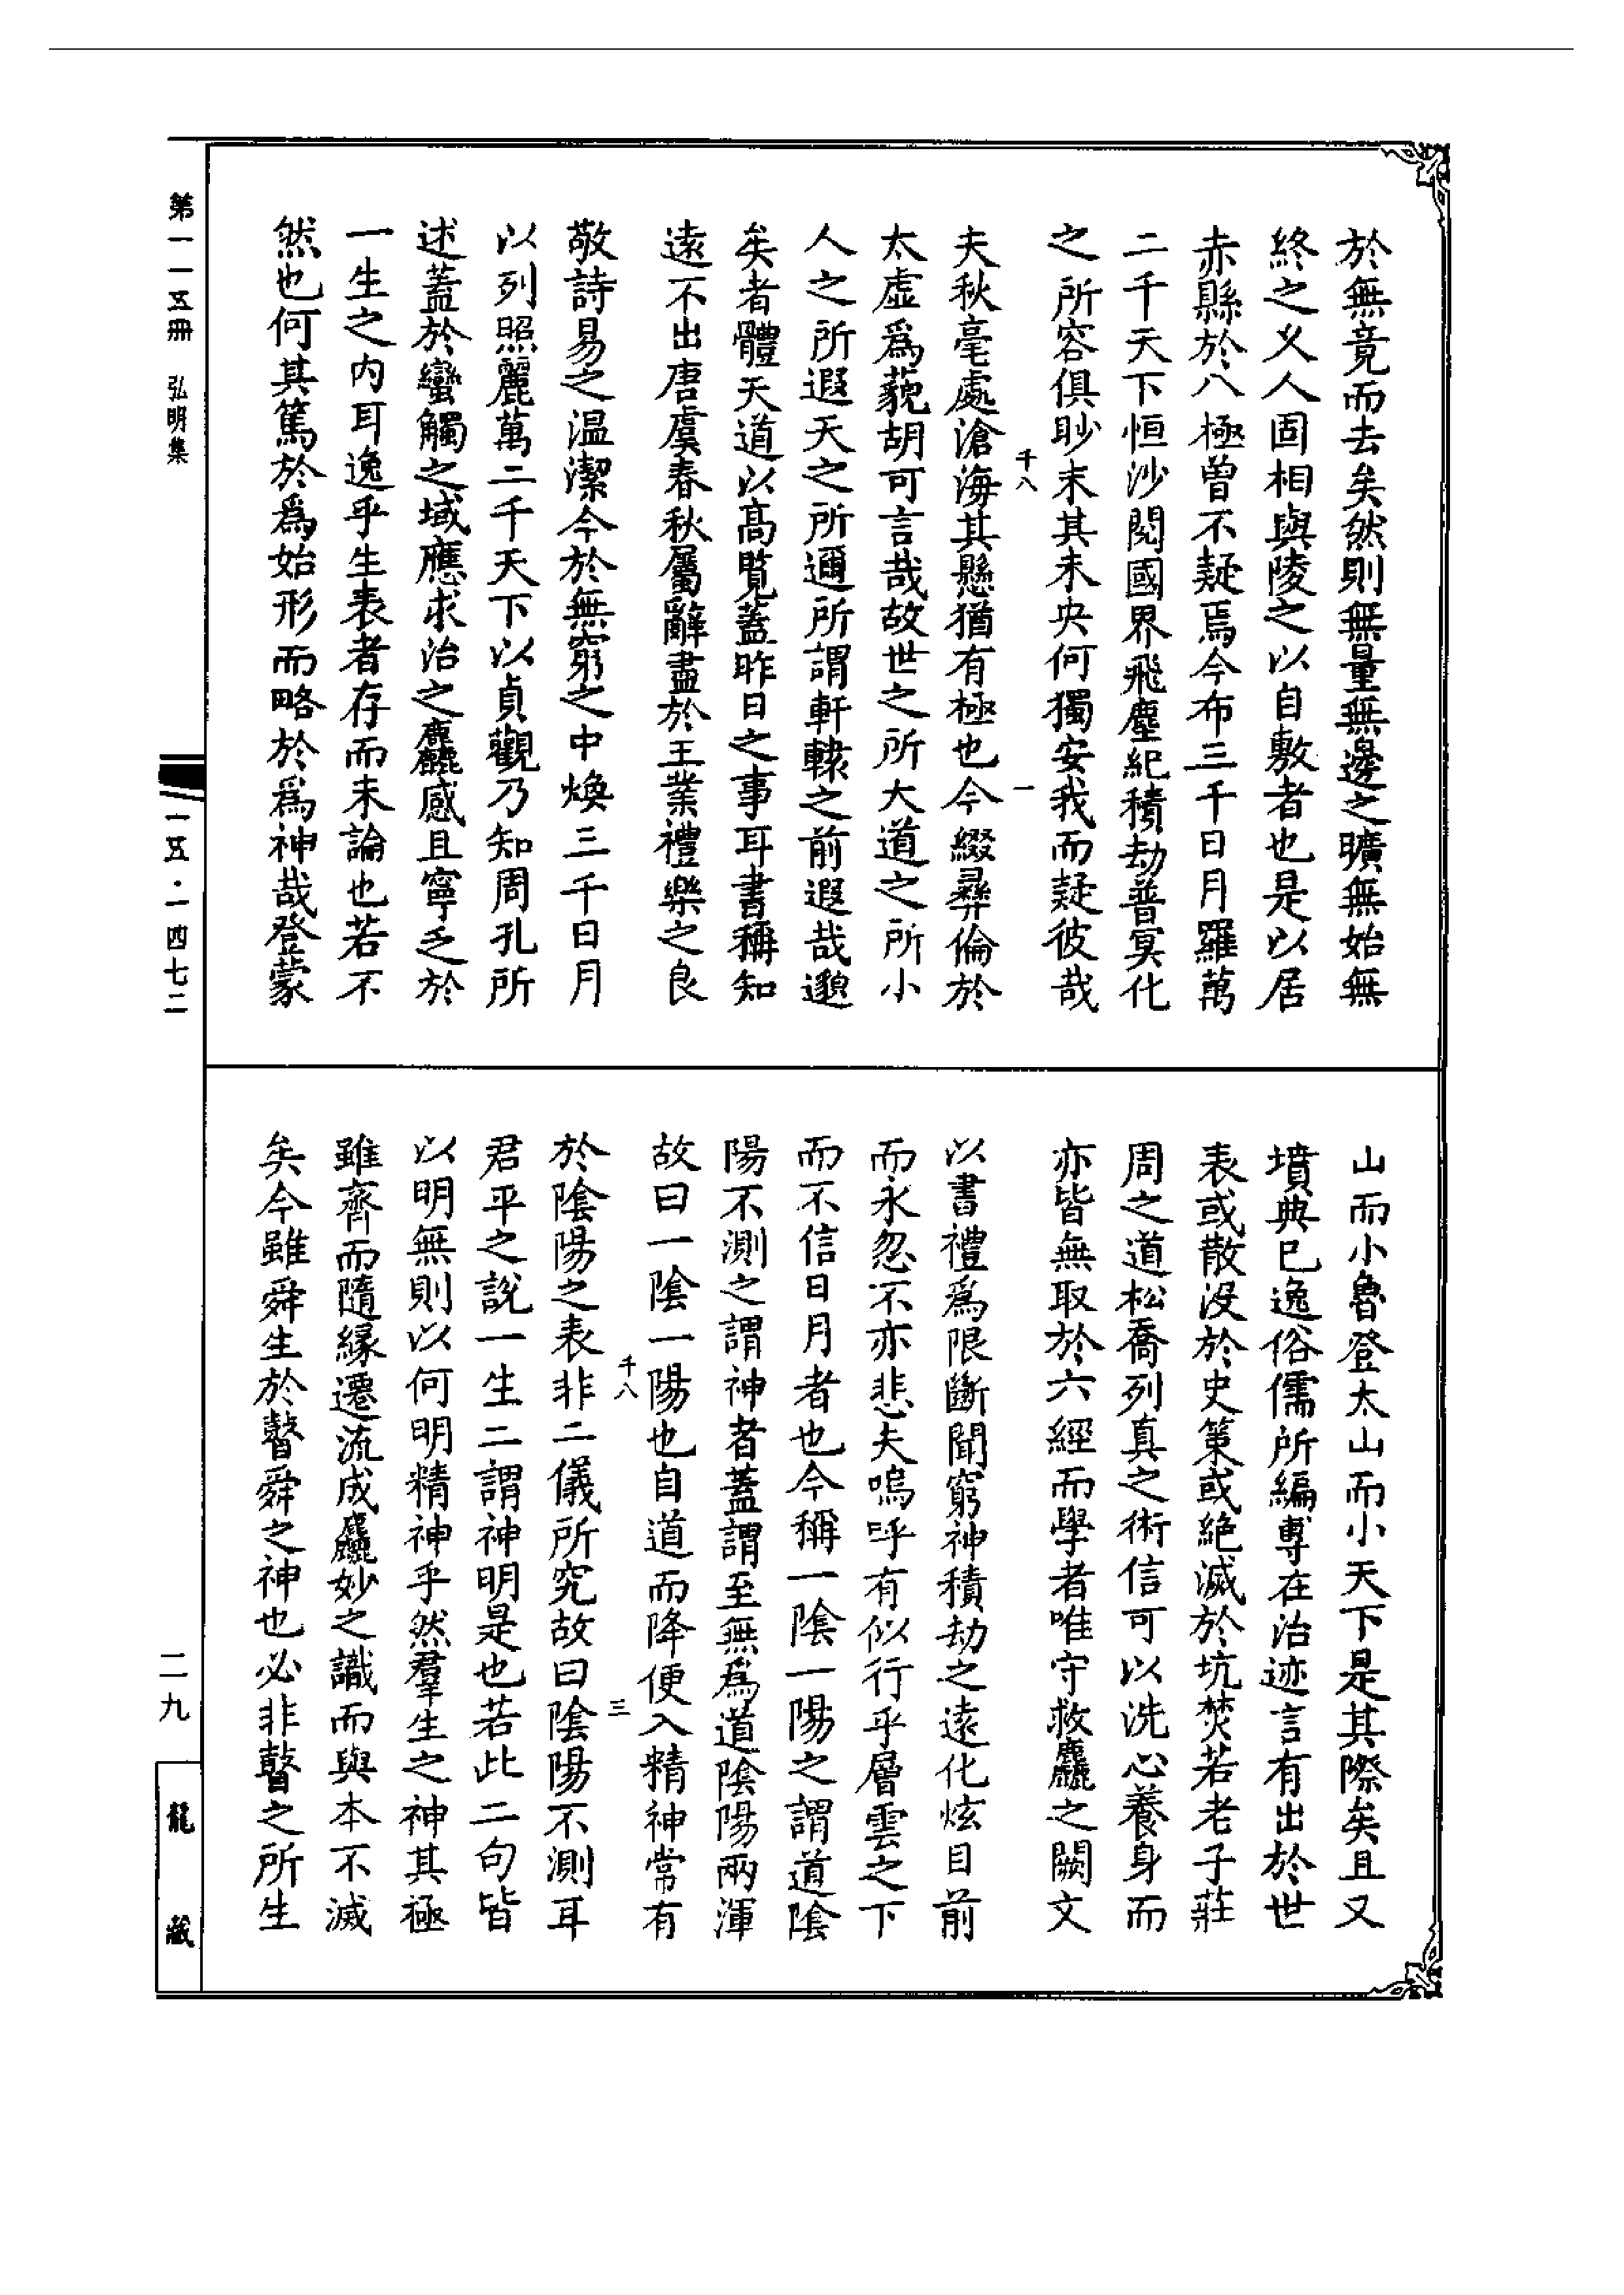 於無竟而去矣然則無量無邊之曠無始無
終之乆人固相與陵之以自敷者也是以居
赤縣於八極曽不疑焉今布三千日月羅萬
二千天下恒沙閱國界飛塵紀積劫普冥化
之所容俱眇末其未央何獨安我而疑彼哉
千八 一
夫秋毫處滄海其懸猶有極也今綴彛倫於
太虛爲藐胡可言哉故世之所大道之所小
人之所遐天之所邇所謂軒轅之前遐哉邈
矣者體天道以高覧蓋昨日之事耳書稱知
遠不出唐虞春秋屬辭盡於王業禮樂之良
敬詩易之温潔今於無窮之中煥三千日月
以列照麗萬二千天下以貞觀乃知周孔所
述蓋於蠻觸之域應求治之麤感且寧乏於
一生之内耳逸乎生表者存而未論也若不
然也何其篤於爲始形而略於爲神哉登蒙
山而小魯登太山而小天下是其際矣且又
墳典已逸俗儒所編專在治迹言有出於世
表或散没於史策或絶滅於坑焚若老子莊
周之道松喬列真之術信可以洗心養身而
亦皆無取於六經而學者唯守救麤之闕文
以書禮爲限斷聞窮神積劫之遠化炫目前
而永忽不亦悲夫嗚呼有似行乎層雲之下
而不信日月者也今稱一陰一陽之謂道陰
陽不測之謂神者蓋謂至無爲道陰陽兩渾
故曰一陰一陽也自道而降便入精神常有
千八 三
於陰陽之表非二儀所究故曰陰陽不測耳
君平之說一生二謂神明是也若此二句皆
以明無則以何明精神乎然羣生之神其極
雖齊而隨緣遷流成麤妙之識而與本不滅
矣今雖舜生於瞽舜之神也必非瞽之所生
第一一五冊 弘明集
一五·一四七二
二九
龍藏